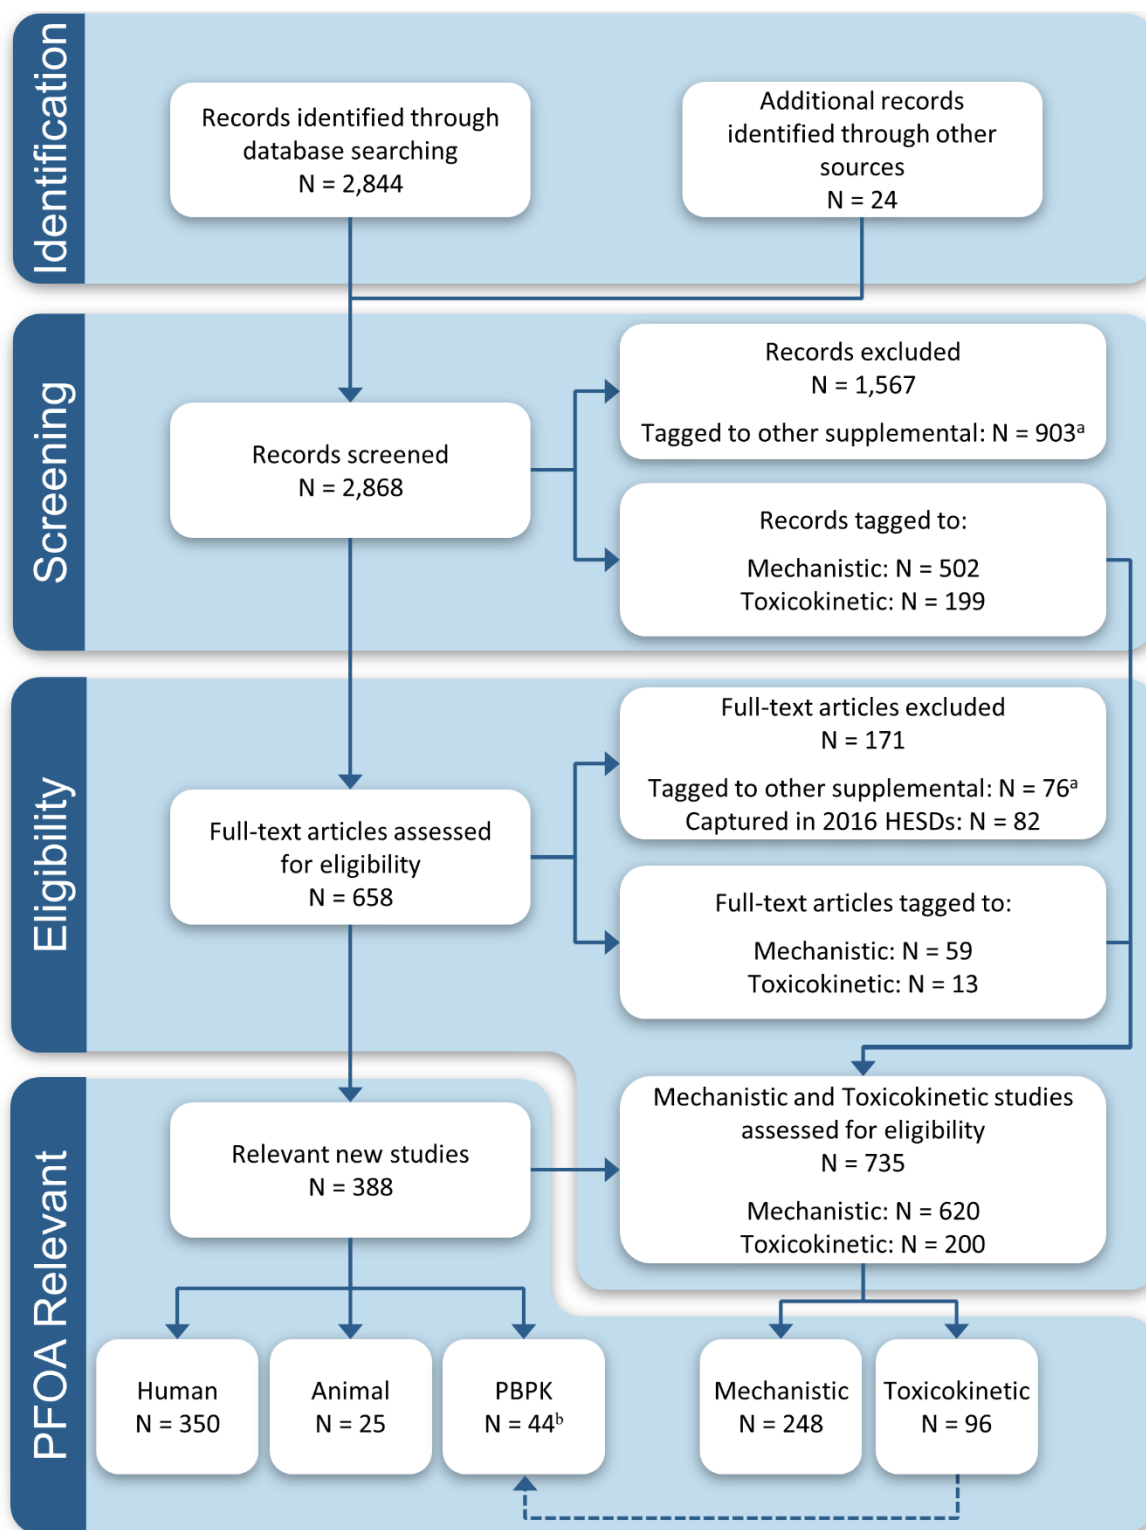 Identification
Records identified through
database searching
N = 2,844
Additional records
identified through other
sources
N = 24
Screening
Records screened
N = 2,868
Records excluded
N = 1,567
Tagged to other supplemental: N = 903ᵃ
Records tagged to:
Mechanistic: N = 502
Toxicokinetic: N = 199
Eligibility
Full-text articles assessed
for eligibility
N = 658
Full-text articles excluded
N = 171
Tagged to other supplemental: N = 76ᵃ
Captured in 2016 HESDs: N = 82
Full-text articles tagged to:
Mechanistic: N = 59
Toxicokinetic: N = 13
Mechanistic and Toxicokinetic studies
assessed for eligibility
N = 735
Mechanistic: N = 620
Toxicokinetic: N = 200
PFOA Relevant
Relevant new studies
N = 388
Human
N = 350
Animal
N = 25
PBPK
N = 44ᵇ
Mechanistic
N = 248
Toxicokinetic
N = 96